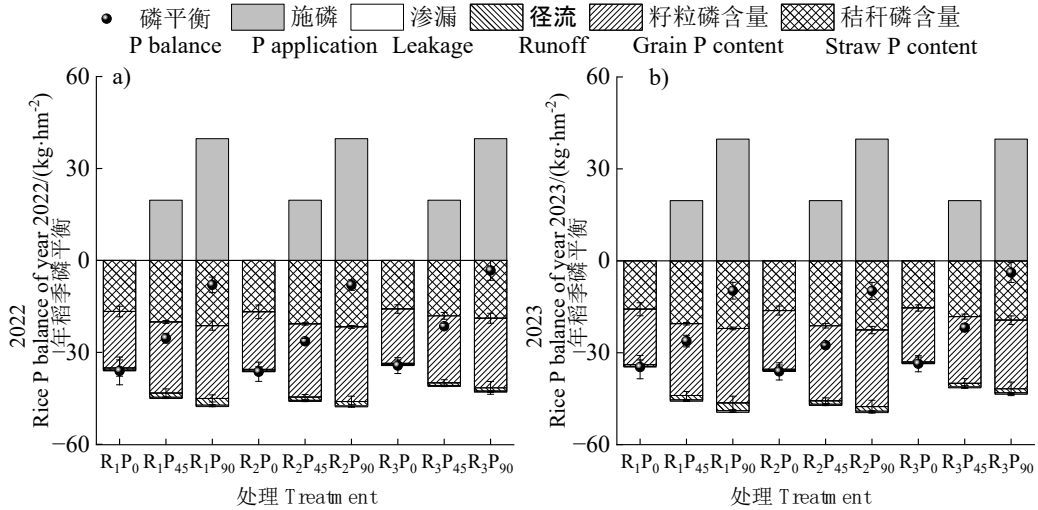 磷平衡 施磷 渗漏 径流 籽粒磷含量 秸秆磷含量
P balance P application Leakage Runoff Grain P content Straw P content
a)
60
30
0
−30
−60
Rice P balance of year 2022/(kg·hm⁻²)
2022年稻季磷平衡
R₁P₀ R₁P₄₅ R₁P₉₀ R₂P₀ R₂P₄₅ R₂P₉₀ R₃P₀ R₃P₄₅ R₃P₉₀
处理 Treatment
b)
60
30
0
−30
−60
Rice P balance of year 2023/(kg·hm⁻²)
2023年稻季磷平衡
R₁P₀ R₁P₄₅ R₁P₉₀ R₂P₀ R₂P₄₅ R₂P₉₀ R₃P₀ R₃P₄₅ R₃P₉₀
处理 Treatment